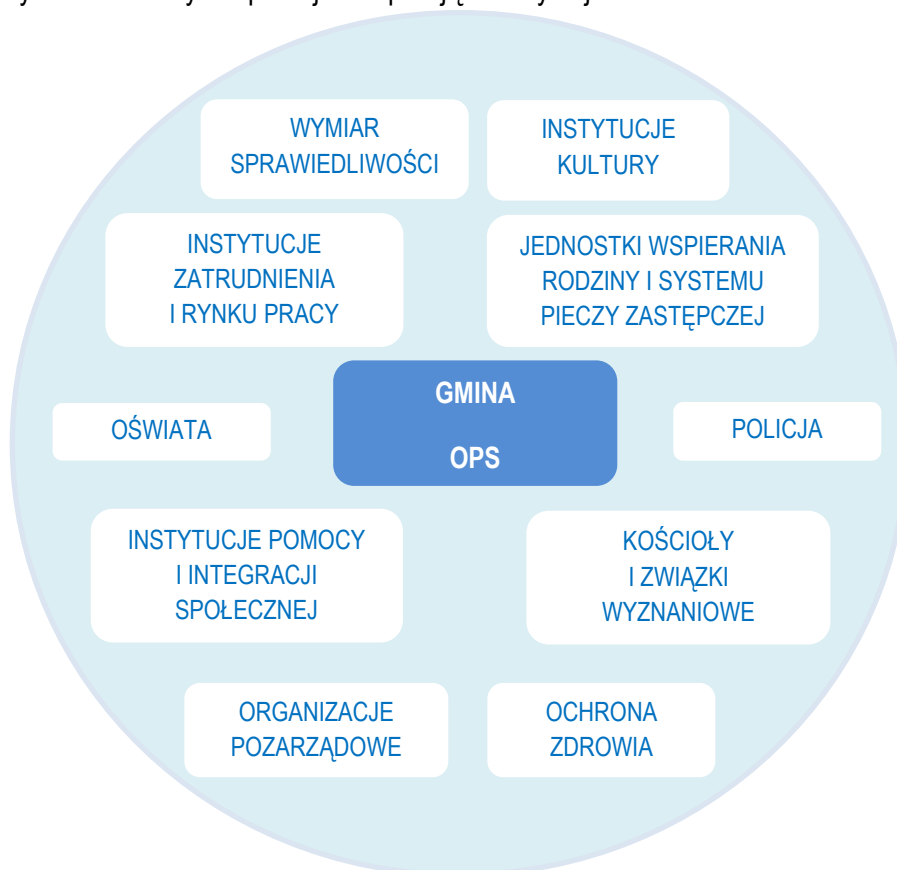 WYMIAR
SPRAWIEDLIWOŚCI
INSTYTUCJE
KULTURY
INSTYTUCJE
ZATRUDNIENIA
I RYNKU PRACY
JEDNOSTKI WSPIERANIA
RODZINY I SYSTEMU
PIECZY ZASTĘPCZEJ
GMINA
OPS
OŚWIATA
POLICJA
INSTYTUCJE POMOCY
I INTEGRACJI
SPOŁECZNEJ
KOŚCIOŁY
I ZWIĄZKI
WYZNANIOWE
ORGANIZACJE
POZARZĄDOWE
OCHRONA
ZDROWIA